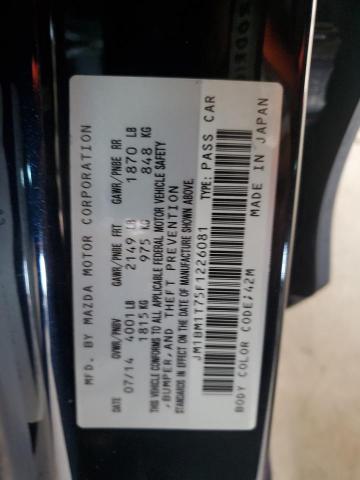 MFD. BY MAZDA MOTOR CORPORATION
DATE GVWR/PNBV GAWR/PNBE FRT GAWR/PNBE RR
07/14 4001 LB 2149 LB 1870 LB
1815 KG 975 KG 848 KG
THIS VEHICLE CONFORMS TO ALL APPLICABLE FEDERAL MOTOR VEHICLE SAFETY
STANDARDS IN EFFECT ON THE DATE OF MANUFACTURE SHOWN ABOVE.
,BUMPER,AND THEFT PREVENTION
JM1BM1T75F1226081 TYPE: PASS CAR
BODY COLOR CODE:42M MADE IN JAPAN